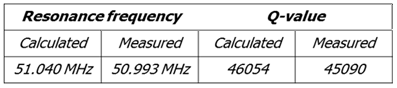 Resonance frequency Q-value
Calculated Measured Calculated Measured
51.040 MHz 50.993 MHz 46054 45090